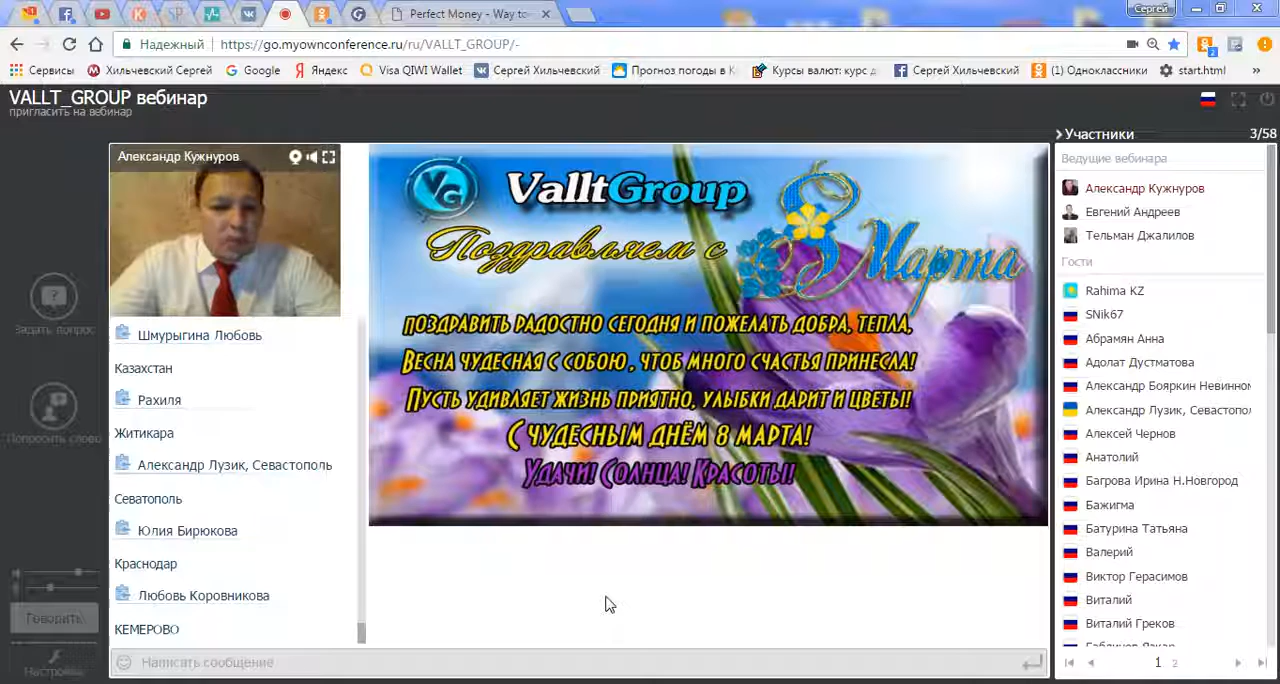 Сергей
Perfect Money - Way to
Надежный
https://go.myownconference.ru/ru/VALLT_GROUP/-
Сервисы
Хильчевский Сергей
Google
Яндекс
Visa QIWI Wallet
Сергей Хильчевский
Прогноз погоды в К
Курсы валют: курс д
Сергей Хильчевский
(1) Одноклассники
start.html
VALLT_GROUP вебинар
пригласить на вебинар
Участники 3/58
Александр Кужнуров
Задать вопрос
Попросить слово
Говорить
Настройки
Шмурыгина Любовь
Казахстан
Рахиля
Житикара
Александр Лузик, Севастополь
Севатополь
Юлия Бирюкова
Краснодар
Любовь Коровникова
КЕМЕРОВО
Написать сообщение
VG
ValltGroup
Поздравляем с
8 Марта
Поздравить радостно сегодня и пожелать добра, тепла,
Весна чудесная с собою, чтоб много счастья принесла!
Пусть удивляет жизнь приятно, улыбки дарит и цветы!
С чудесным днём 8 марта!
Удачи! Солнца! Красоты!
Ведущие вебинара
Александр Кужнуров
Евгений Андреев
Тельман Джалилов
Гости
Rahima KZ
SNik67
Абрамян Анна
Адолат Дустматова
Александр Бояркин Невинном
Александр Лузик, Севастопол
Алексей Чернов
Анатолий
Багрова Ирина Н.Новгород
Бажигма
Батурина Татьяна
Валерий
Виктор Герасимов
Виталий
Виталий Греков
1 2